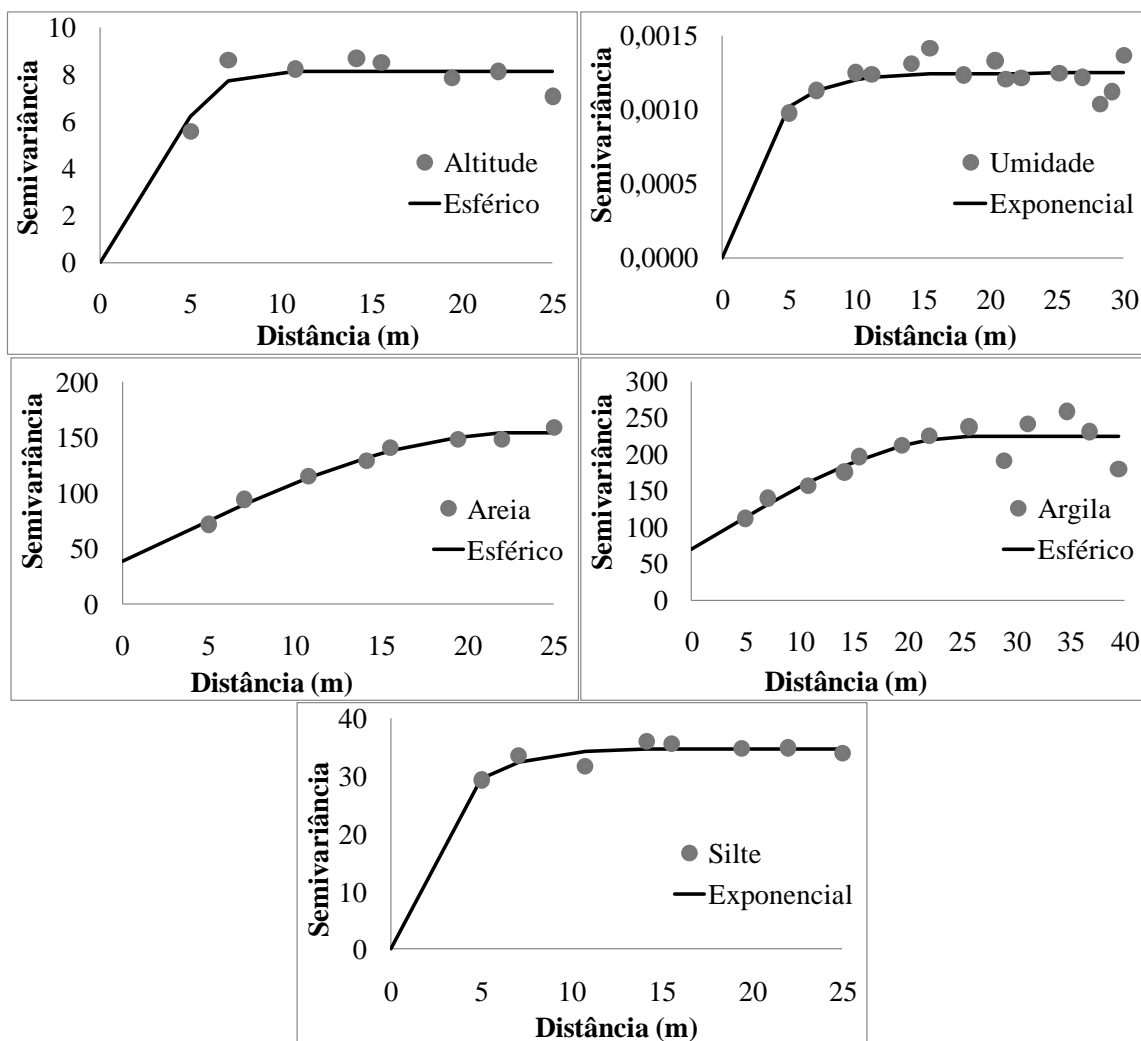 Semivariância
10
8
6
4
2
0
Altitude
Esférico
0 5 10 15 20 25
Distância (m)
Semivariância
0,0015
0,0010
0,0005
0,0000
Umidade
Exponencial
0 5 10 15 20 25 30
Distância (m)
Semivariância
200
150
100
50
0
Areia
Esférico
0 5 10 15 20 25
Distância (m)
Semivariância
300
250
200
150
100
50
0
Argila
Esférico
0 5 10 15 20 25 30 35 40
Distância (m)
Semivariância
40
30
20
10
0
Silte
Exponencial
0 5 10 15 20 25
Distância (m)